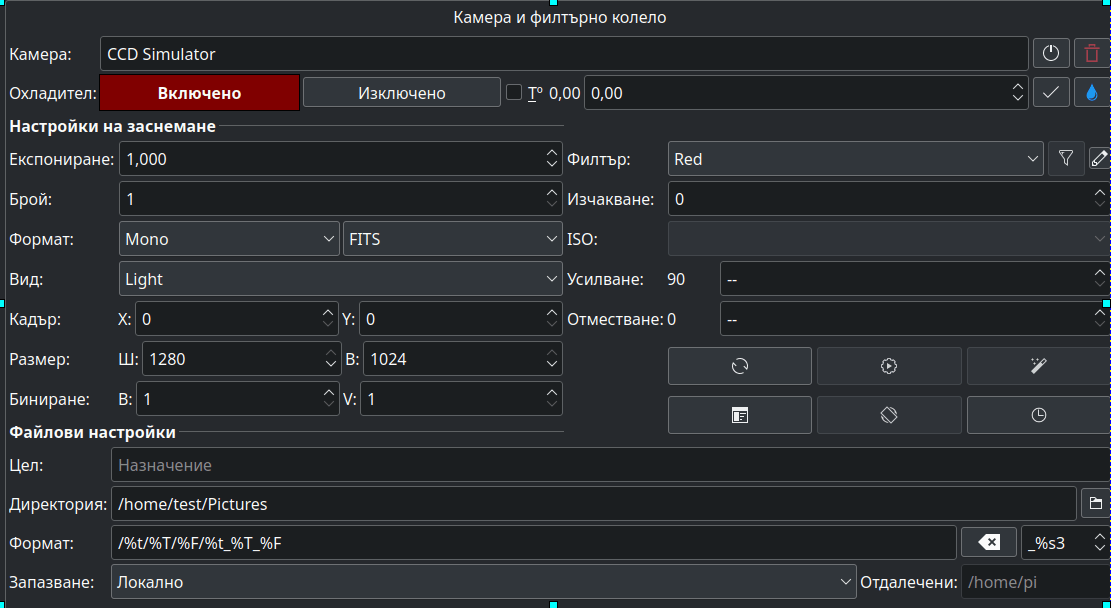 Камера и филтърно колело
Камера: CCD Simulator
Охладител: Включено Изключено Tº 0,00 0,00
Настройки на заснемане
Експониране: 1,000 Филтър: Red
Брой: 1 Изчакване: 0
Формат: Mono FITS ISO:
Вид: Light Усилване: 90 --
Кадър: X: 0 Y: 0 Отместване: 0 --
Размер: Ш: 1280 В: 1024
Биниране: В: 1 V: 1
Файлови настройки
Цел: Назначение
Директория: /home/test/Pictures
Формат: /%t/%T/%F/%t_%T_%F _%s3
Запазване: Локално Отдалечени: /home/pi